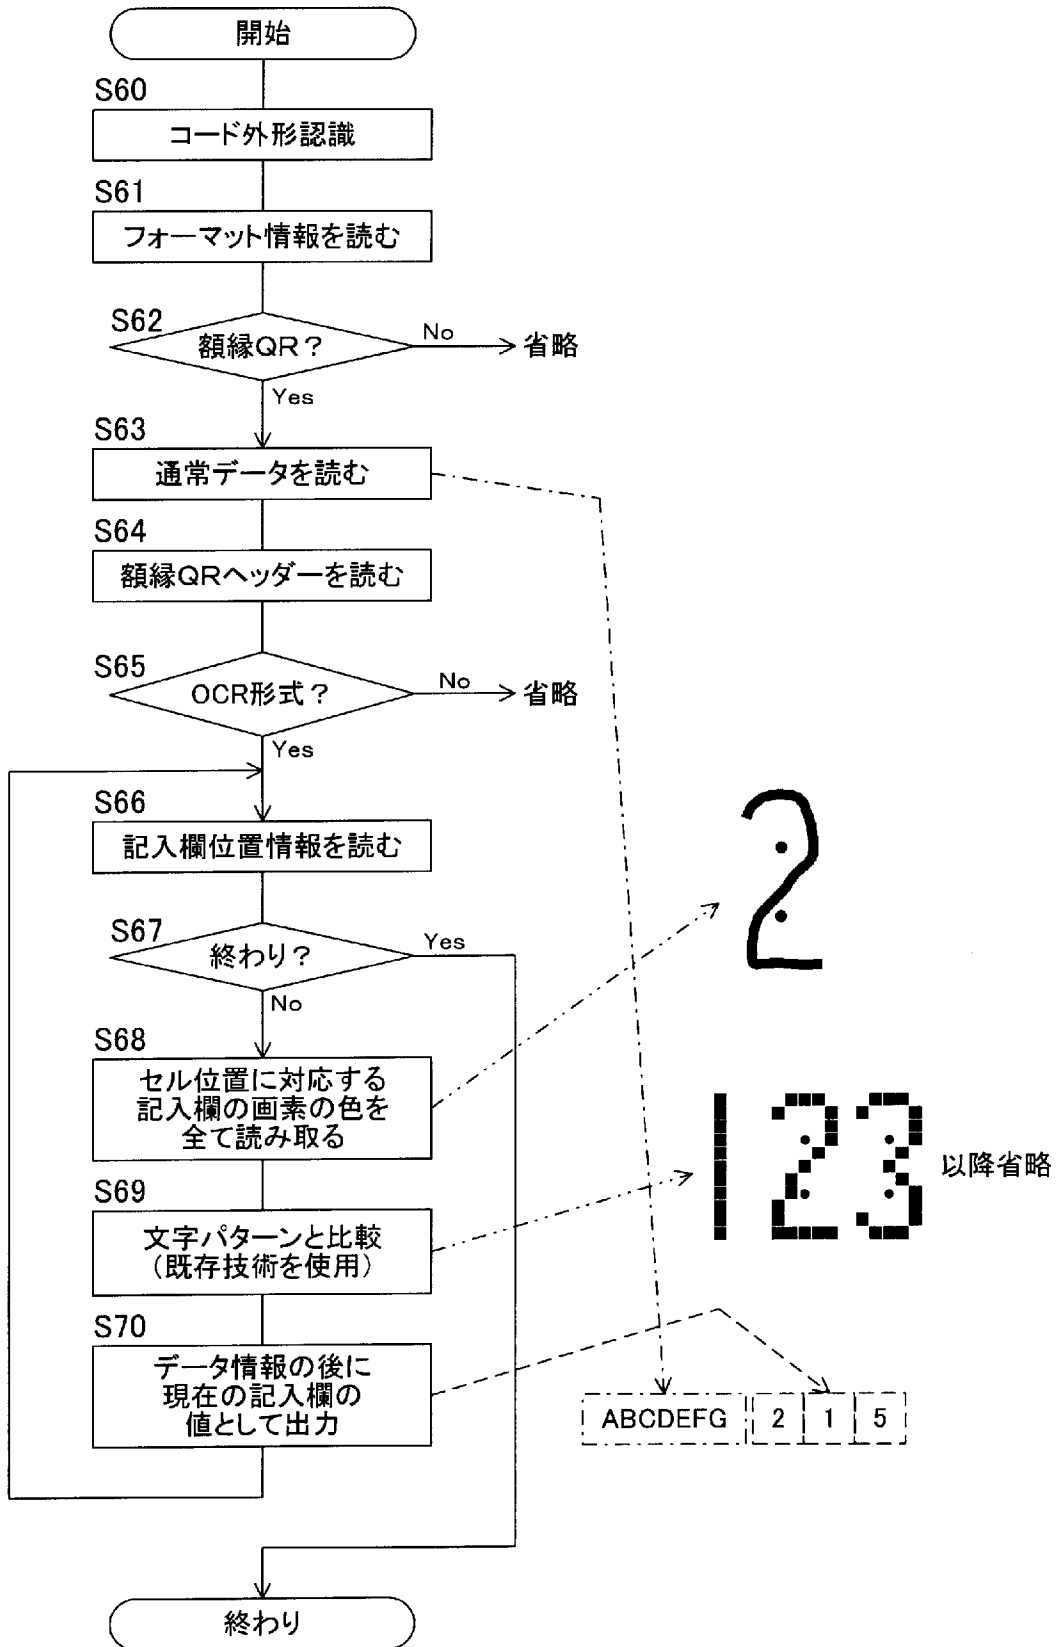 開始
S60
コード外形認識
S61
フォーマット情報を読む
S62
額縁QR?
No
省略
Yes
S63
通常データを読む
S64
額縁QRヘッダーを読む
S65
OCR形式?
No
省略
Yes
S66
記入欄位置情報を読む
S67
終わり?
Yes
No
S68
セル位置に対応する
記入欄の画素の色を
全て読み取る
2
S69
文字パターンと比較
(既存技術を使用)
1 2 3
以降省略
S70
データ情報の後に
現在の記入欄の
値として出力
ABCDEFG 2 1 5
終わり